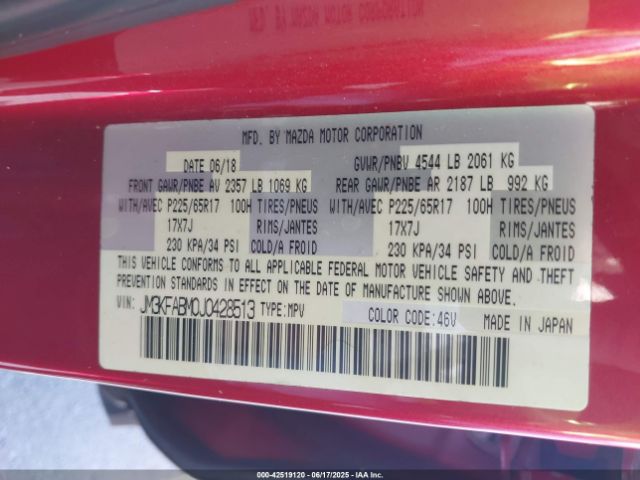 MFD. BY MAZDA MOTOR CORPORATION
DATE 06/18 GVWR/PNBV 4544 LB 2061 KG
FRONT GAWR/PNBE AV 2357 LB 1069 KG REAR GAWR/PNBE AR 2187 LB 992 KG
WITH/AVEC P225/65R17 100H TIRES/PNEUS WITH/AVEC P225/65R17 100H TIRES/PNEUS
17X7J RIMS/JANTES 17X7J RIMS/JANTES
230 KPA/34 PSI COLD/A FROID 230 KPA/34 PSI COLD/A FROID
THIS VEHICLE CONFORMS TO ALL APPLICABLE FEDERAL MOTOR VEHICLE SAFETY AND THEFT
PREVENTION STANDARDS IN EFFECT ON THE DATE OF MANUFACTURE SHOWN ABOVE.
VIN: JM3KFABM0J0428513 TYPE:MPV COLOR CODE:46V MADE IN JAPAN
000-42519120 - 06/17/2025 - IAAI.com